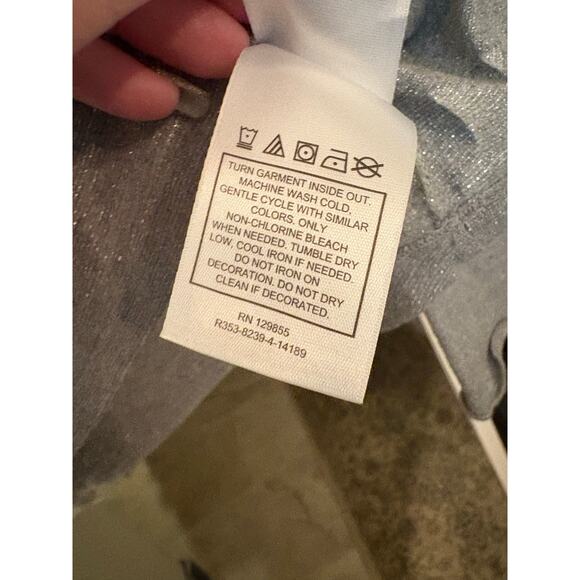 TURN GARMENT INSIDE OUT.
MACHINE WASH COLD
GENTLE CYCLE WITH SIMILAR
COLORS. ONLY
NON-CHLORINE BLEACH
WHEN NEEDED. TUMBLE DRY
LOW, COOL IRON IF NEEDED.
DO NOT IRON ON
DECORATION. DO NOT DRY
CLEAN IF DECORATED.
RN 129855
R353-8239-4-14189